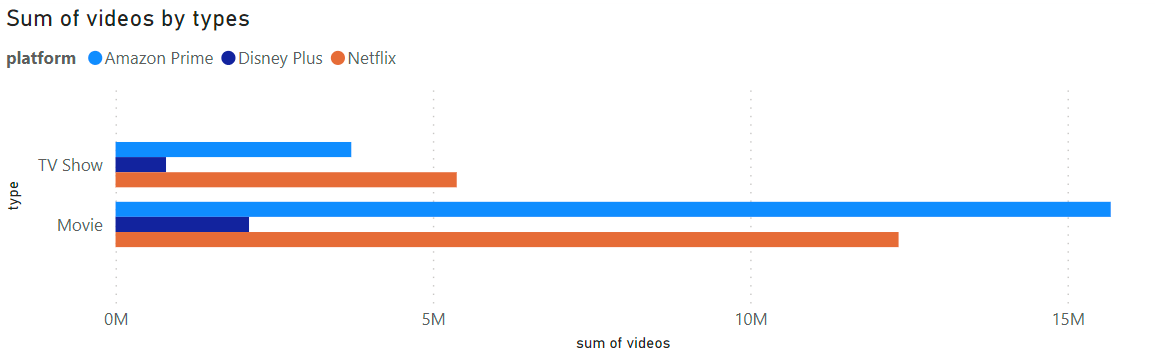 Sum of videos by types
platform Amazon Prime Disney Plus Netflix
TV Show
Movie
type
0M 5M 10M 15M
sum of videos